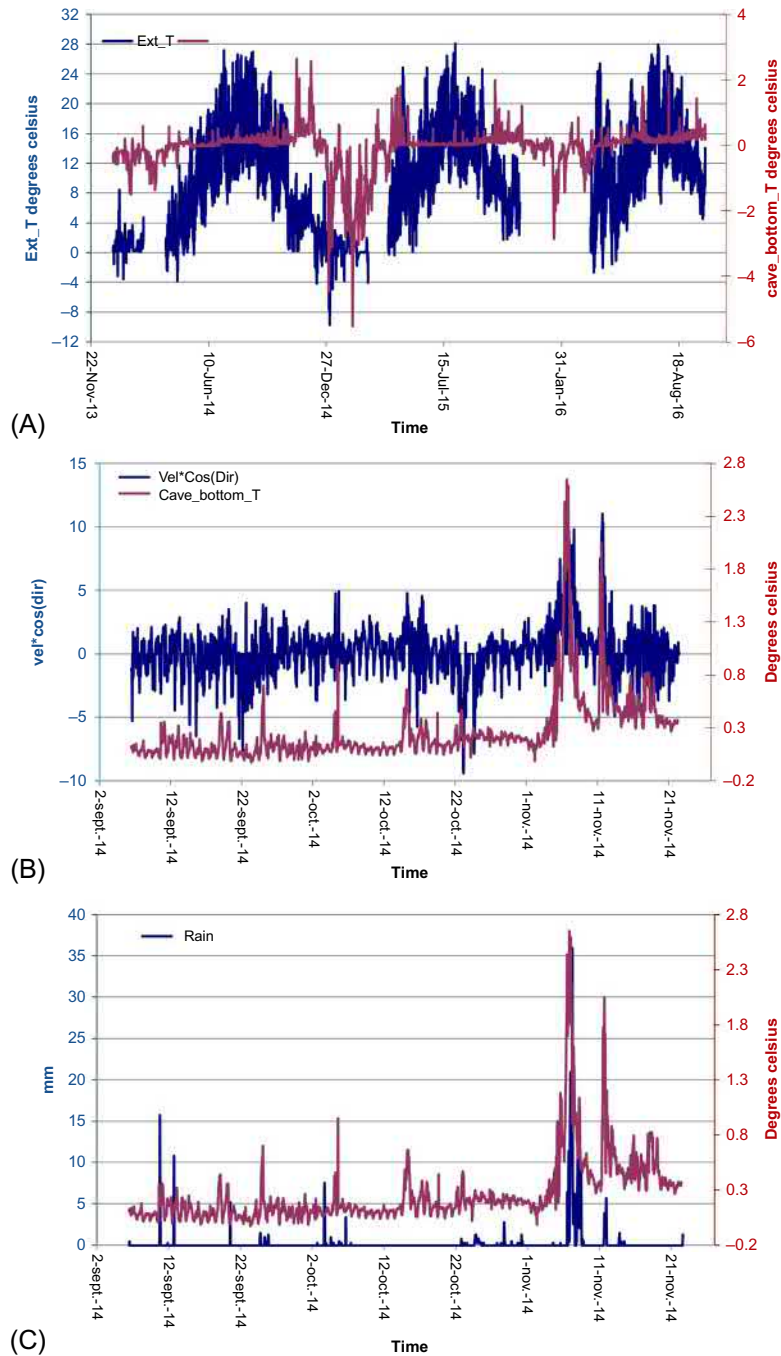 32
28
24
20
16
12
8
4
0
–4
–8
–12
Ext_T degrees celsius
Ext_T
4
2
0
–2
–4
–6
cave_bottom_T degrees celsius
22-Nov-13
10-Jun-14
27-Dec-14
15-Jul-15
31-Jan-16
18-Aug-16
Time
(A)
15
10
5
0
–5
–10
vel*cos(dir)
Vel*Cos(Dir)
Cave_bottom_T
2.8
2.3
1.8
1.3
0.8
0.3
–0.2
Degrees celsius
2-sept.-14
12-sept.-14
22-sept.-14
2-oct.-14
12-oct.-14
22-oct.-14
1-nov.-14
11-nov.-14
21-nov.-14
Time
(B)
40
35
30
25
20
15
10
5
0
mm
Rain
2.8
2.3
1.8
1.3
0.8
0.3
–0.2
Degrees celsius
2-sept.-14
12-sept.-14
22-sept.-14
2-oct.-14
12-oct.-14
22-oct.-14
1-nov.-14
11-nov.-14
21-nov.-14
Time
(C)